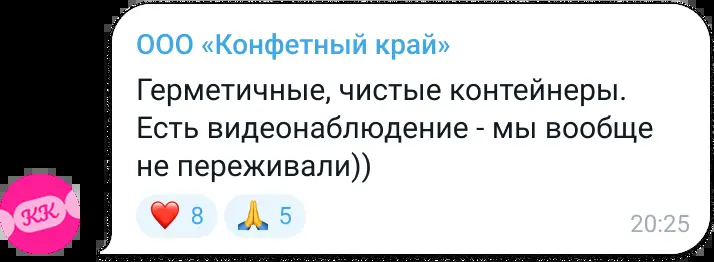 ООО «Конфетный край»
Герметичные, чистые контейнеры.
Есть видеонаблюдение - мы вообще
не переживали))
❤️ 8 🙏 5
20:25
КК